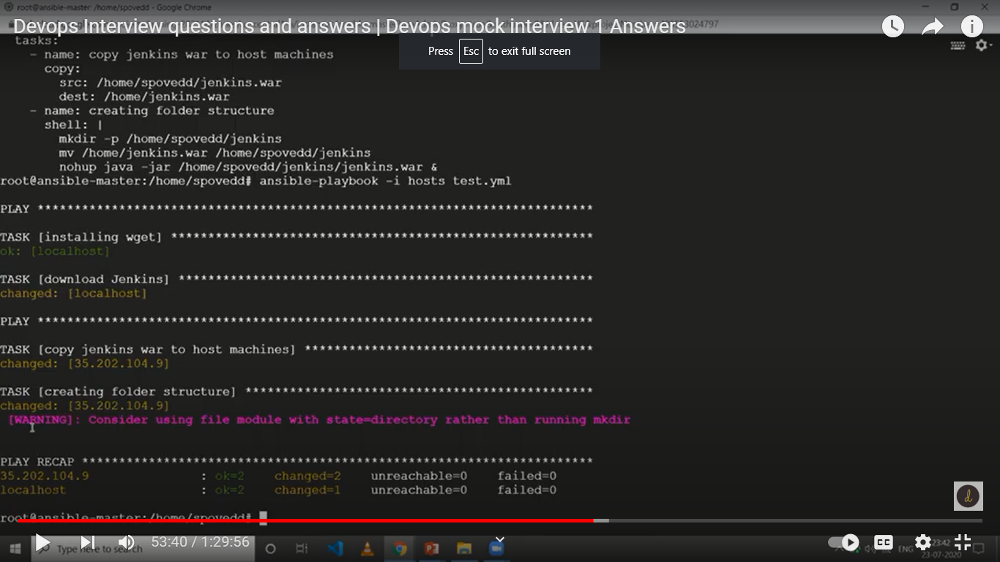 root@ansible-master: /home/spovedd - Google Chrome
Devops Interview questions and answers | Devops mock interview 1 Answers
3024797
Press Esc to exit full screen
tasks:
- name: copy jenkins war to host machines
copy:
src: /home/spovedd/jenkins.war
dest: /home/jenkins.war
- name: creating folder structure
shell: |
mkdir -p /home/spovedd/jenkins
mv /home/jenkins.war /home/spovedd/jenkins
nohup java -jar /home/spovedd/jenkins/jenkins.war &
root@ansible-master:/home/spovedd# ansible-playbook -i hosts test.yml
PLAY ***************************************************************************
TASK [installing wget] *********************************************************
ok: [localhost]
TASK [download Jenkins] ********************************************************
changed: [localhost]
PLAY ***************************************************************************
TASK [copy jenkins war to host machines] ***************************************
changed: [35.202.104.9]
TASK [creating folder structure] ***********************************************
changed: [35.202.104.9]
[WARNING]: Consider using file module with state=directory rather than running mkdir
PLAY RECAP *********************************************************************
35.202.104.9 : ok=2 changed=2 unreachable=0 failed=0
localhost : ok=2 changed=1 unreachable=0 failed=0
root@ansible-master:/home/spovedd#
d
Type here to search
53:40 / 1:29:56
CC
ENG
23:42
23-07-2020